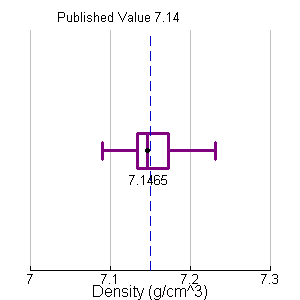 Published Value 7.14
7.1465
7 7.1 7.2 7.3
Density (g/cm^3)